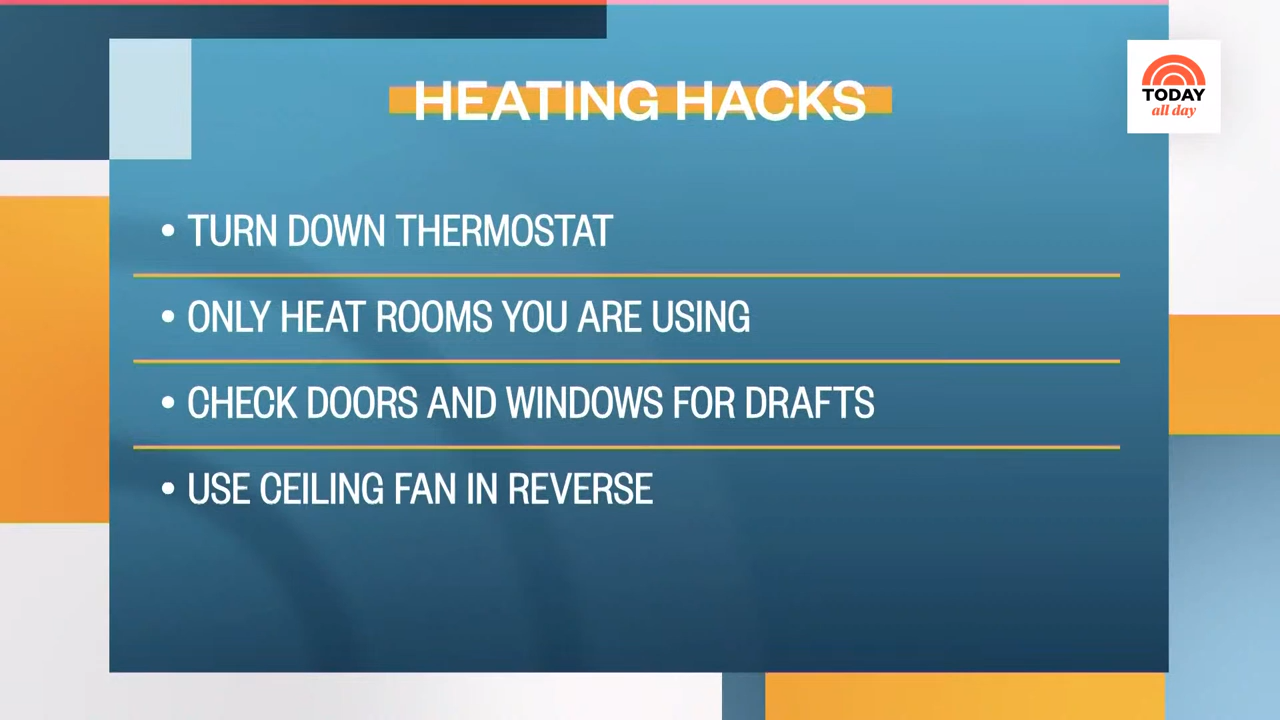 HEATING HACKS
TODAY
all day
• TURN DOWN THERMOSTAT
• ONLY HEAT ROOMS YOU ARE USING
• CHECK DOORS AND WINDOWS FOR DRAFTS
• USE CEILING FAN IN REVERSE